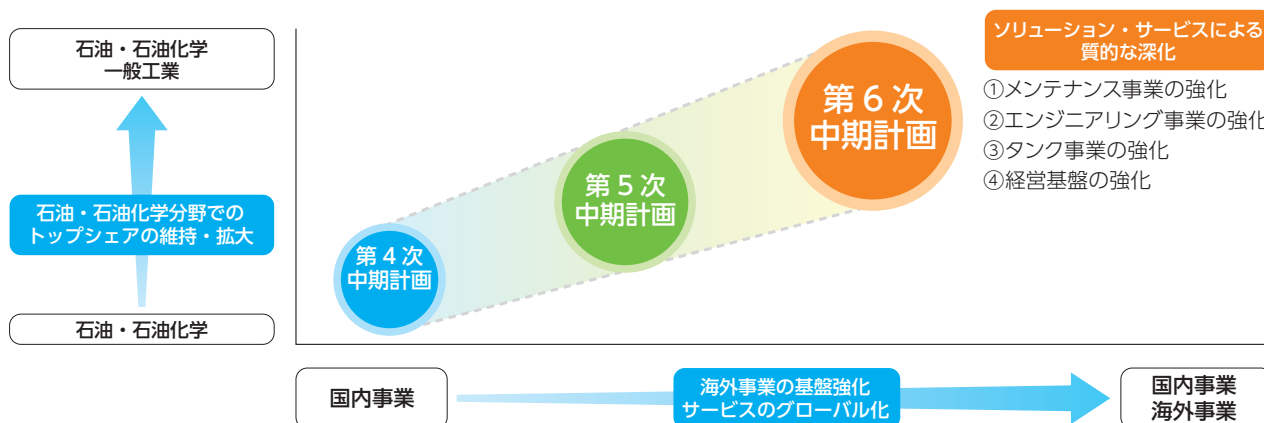 石油・石油化学
一般工業
石油・石油化学分野での
トップシェアの維持・拡大
石油・石油化学
第4次
中期計画
第5次
中期計画
第6次
中期計画
ソリューション・サービスによる
質的な深化
①メンテナンス事業の強化
②エンジニアリング事業の強化
③タンク事業の強化
④経営基盤の強化
国内事業
海外事業の基盤強化
サービスのグローバル化
国内事業
海外事業